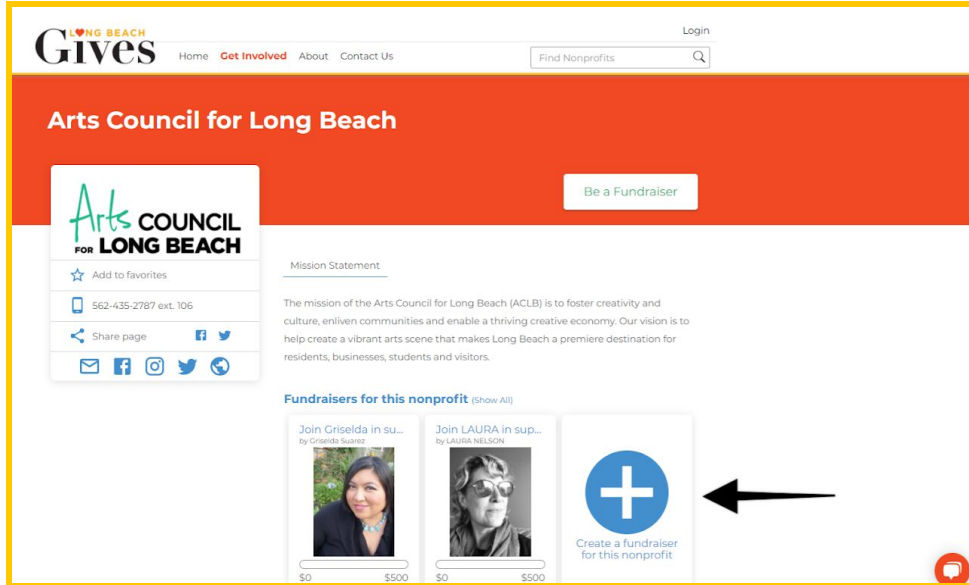 LONG BEACH
Gives
Login
Home Get Involved About Contact Us
Find Nonprofits
Arts Council for Long Beach
Be a Fundraiser
Arts COUNCIL
FOR LONG BEACH
Add to favorites
562-435-2787 ext. 106
Share page
Mission Statement
The mission of the Arts Council for Long Beach (ACLB) is to foster creativity and
culture, enliven communities and enable a thriving creative economy. Our vision is to
help create a vibrant arts scene that makes Long Beach a premiere destination for
residents, businesses, students and visitors.
Fundraisers for this nonprofit (Show All)
Join Griselda in su...
by Griselda Suarez
$0 $500
Join LAURA in sup...
by LAURA NELSON
$0 $500
Create a fundraiser
for this nonprofit